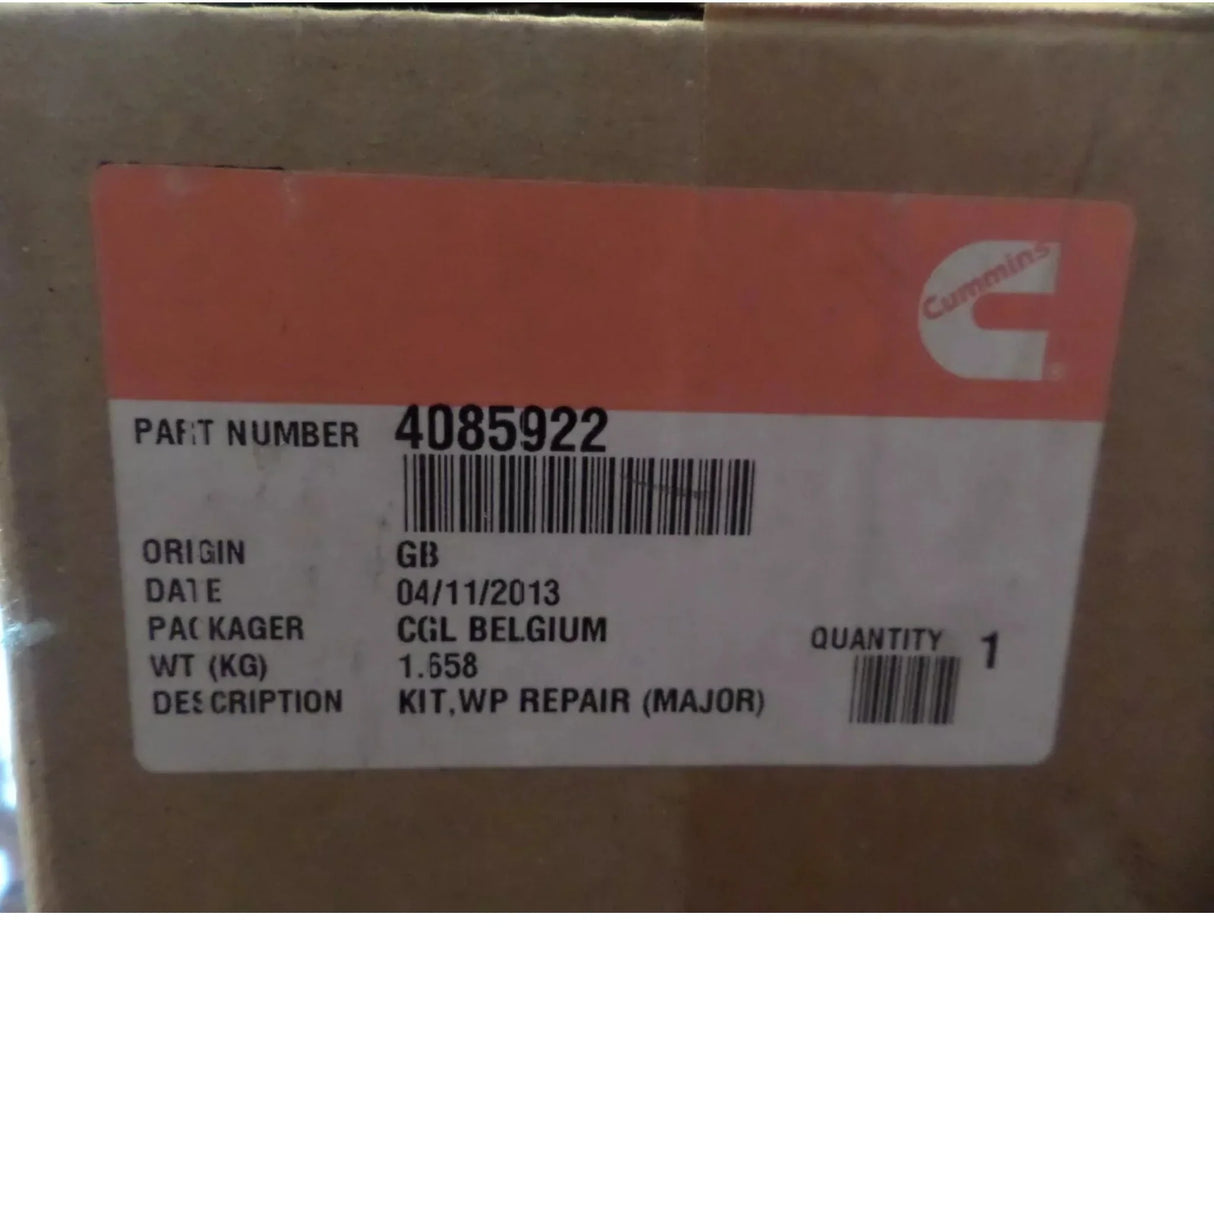 Cummins
PART NUMBER 4085922
ORIGIN GB
DATE 04/11/2013
PACKAGER CGL BELGIUM
WT (KG) 1.658
QUANTITY 1
DESCRIPTION KIT,WP REPAIR (MAJOR)